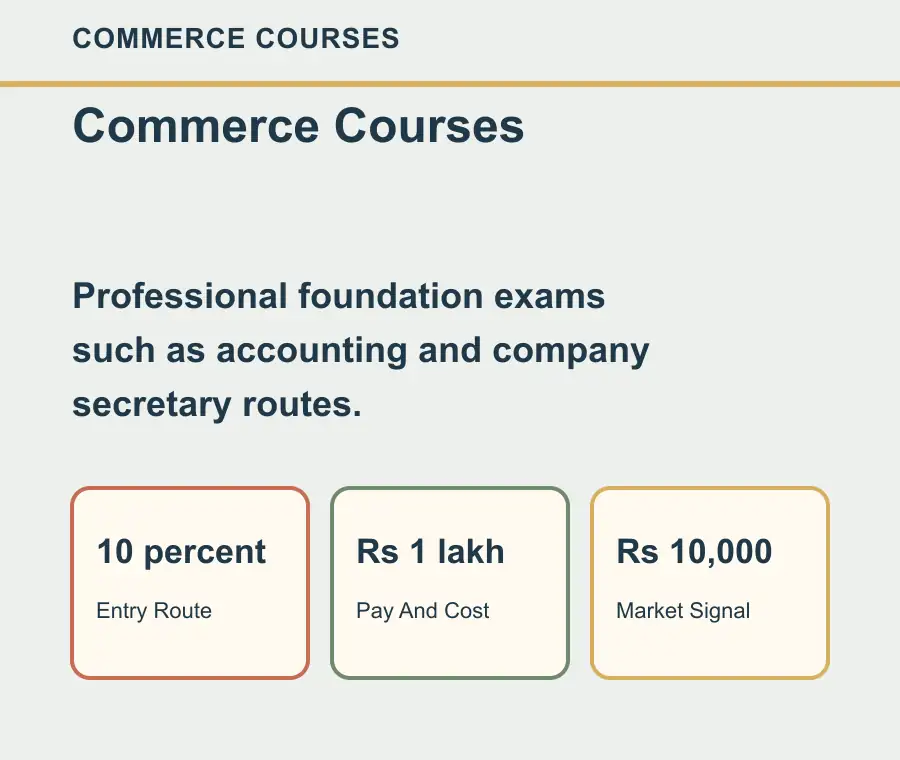 COMMERCE COURSES
Commerce Courses
Professional foundation exams
such as accounting and company
secretary routes.
10 percent
Entry Route
Rs 1 lakh
Pay And Cost
Rs 10,000
Market Signal